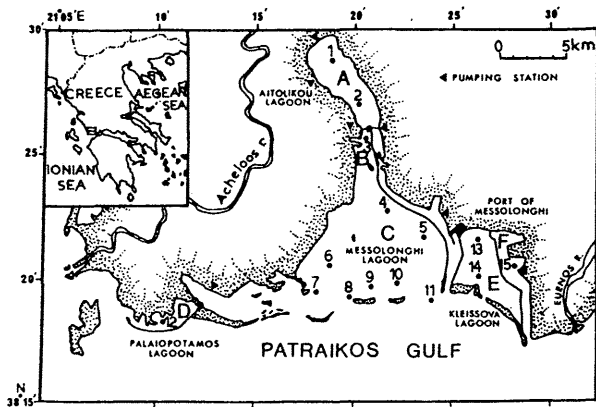 21°05' E 10' 15' 20' 25' 30'
30'
0 5km
◄ PUMPING STATION
1
A
AITOLIKOU
LAGOON
2
GREECE AEGEAN
SEA
IONIAN
SEA
Acheloos r.
25'
B
4
PORT OF
MESSOLONGHI
C
5
13
F
MESSOLONGHI
LAGOON
6
14
15
E
EVINOS R.
20'
7
8
9
10
11
KLEISSOVA
LAGOON
D
12
PALAIOPOTAMOS
LAGOON
PATRAIKOS GULF
N
38°15'